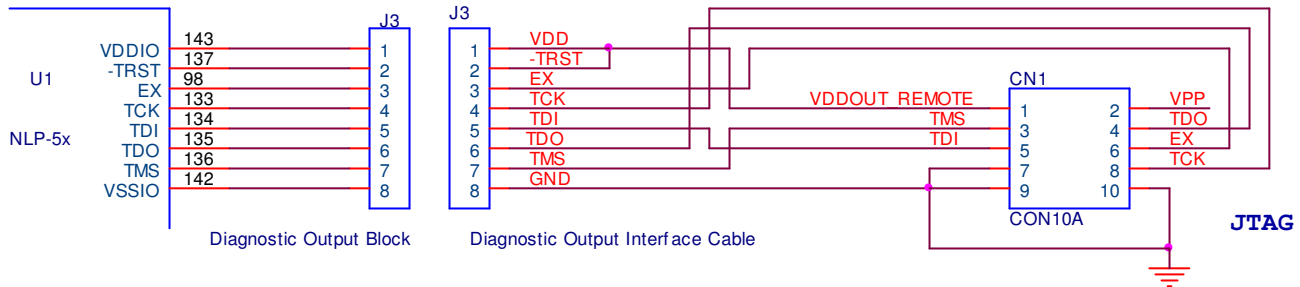 J3
J3
143
VDDIO
1
1
VDD
137
-TRST
2
2
-TRST
U1
98
EX
3
3
EX
CN1
133
TCK
4
4
TCK
VDDOUT_REMOTE
1
2
VPP
134
TDI
5
5
TDI
TMS
3
4
TDO
NLP-5x
135
TDO
6
6
TDO
TDI
5
6
EX
136
TMS
7
7
TMS
7
8
TCK
142
VSSIO
8
8
GND
9
10
CON10A
JTAG
Diagnostic Output Block
Diagnostic Output Interface Cable